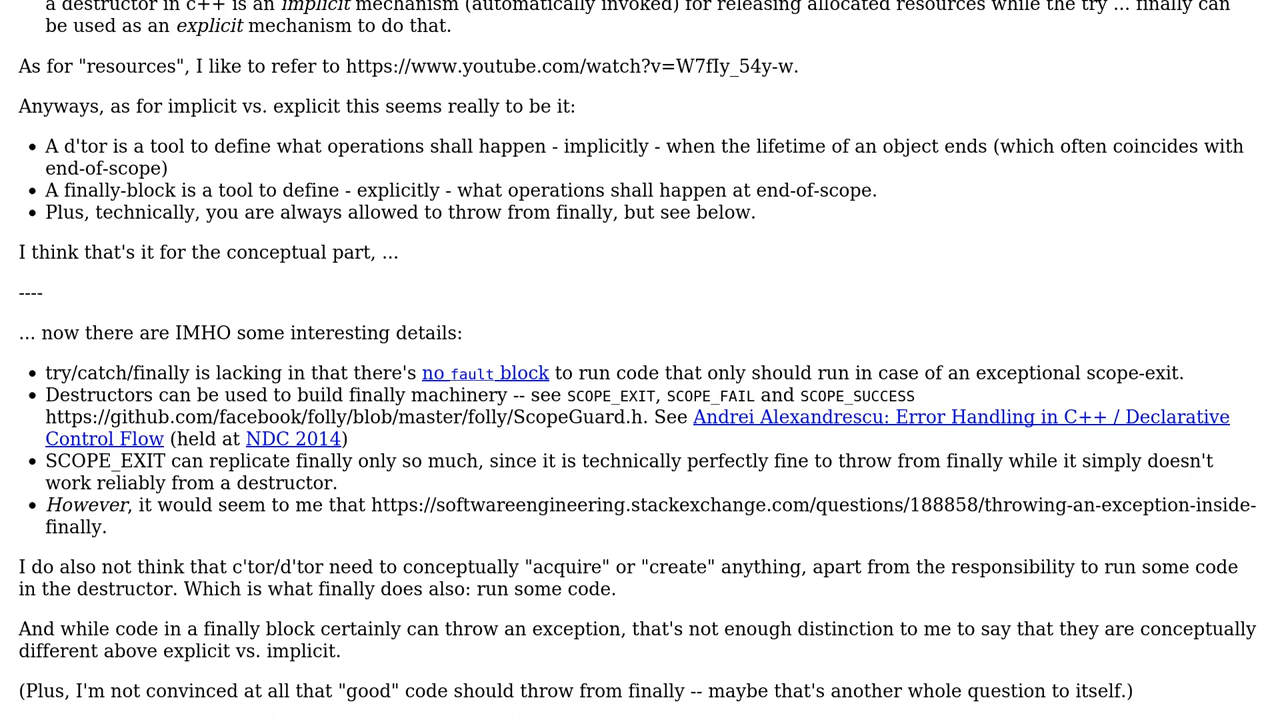 a destructor in c++ is an implicit mechanism (automatically invoked) for releasing allocated resources while the try ... finally can
be used as an explicit mechanism to do that.
As for "resources", I like to refer to https://www.youtube.com/watch?v=W7fIy_54y-w.
Anyways, as for implicit vs. explicit this seems really to be it:
• A d'tor is a tool to define what operations shall happen - implicitly - when the lifetime of an object ends (which often coincides with
end-of-scope)
• A finally-block is a tool to define - explicitly - what operations shall happen at end-of-scope.
• Plus, technically, you are always allowed to throw from finally, but see below.
I think that's it for the conceptual part, ...
----
... now there are IMHO some interesting details:
• try/catch/finally is lacking in that there's no fault block to run code that only should run in case of an exceptional scope-exit.
• Destructors can be used to build finally machinery -- see SCOPE_EXIT, SCOPE_FAIL and SCOPE_SUCCESS
https://github.com/facebook/folly/blob/master/folly/ScopeGuard.h. See Andrei Alexandrescu: Error Handling in C++ / Declarative
Control Flow (held at NDC 2014)
• SCOPE_EXIT can replicate finally only so much, since it is technically perfectly fine to throw from finally while it simply doesn't
work reliably from a destructor.
• However, it would seem to me that https://softwareengineering.stackexchange.com/questions/188858/throwing-an-exception-inside-
finally.
I do also not think that c'tor/d'tor need to conceptually "acquire" or "create" anything, apart from the responsibility to run some code
in the destructor. Which is what finally does also: run some code.
And while code in a finally block certainly can throw an exception, that's not enough distinction to me to say that they are conceptually
different above explicit vs. implicit.
(Plus, I'm not convinced at all that "good" code should throw from finally -- maybe that's another whole question to itself.)